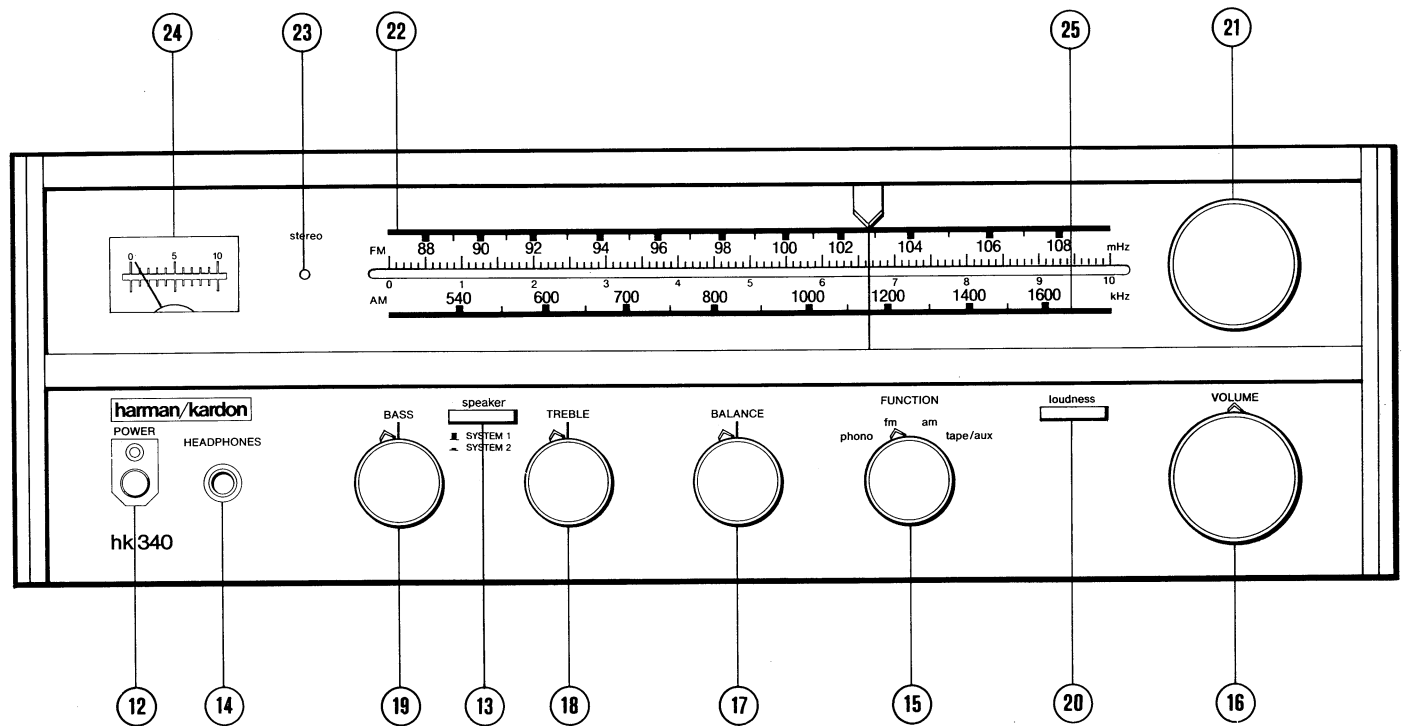 24 23 22 25 21
stereo
0 5 10
FM 88 90 92 94 96 98 100 102 104 106 108 mHz
0 1 2 3 4 5 6 7 8 9 10
AM 540 600 700 800 1000 1200 1400 1600 kHz
harman/kardon
POWER
HEADPHONES
hk 340
BASS
speaker
SYSTEM 1
SYSTEM 2
TREBLE
BALANCE
FUNCTION
phono fm am tape/aux
loudness
VOLUME
12 14 19 13 18 17 15 20 16